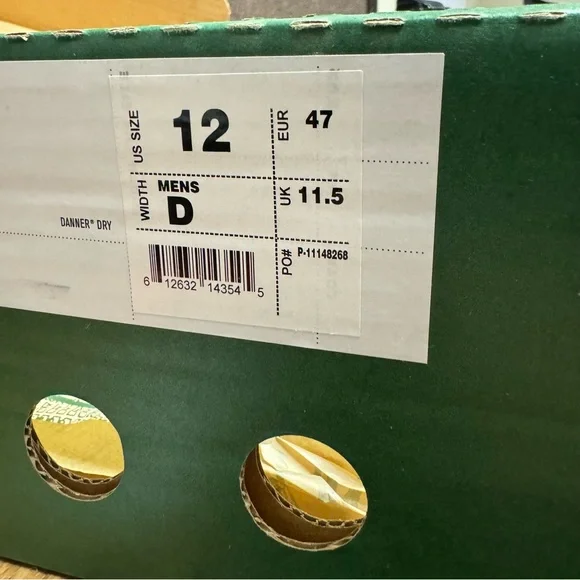 US SIZE 12
EUR 47
WIDTH MENS D
UK 11.5
DANNER® DRY
6 12632 14354 5
PO# P-11148268